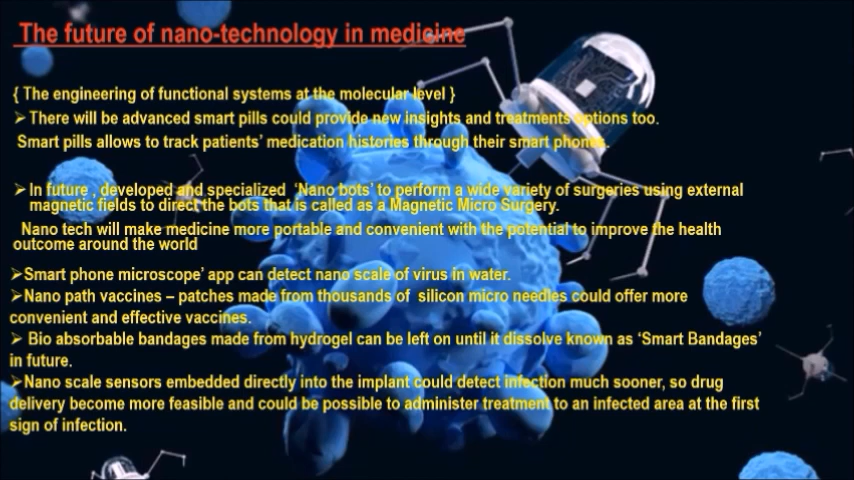 The future of nano-technology in medicine
{ The engineering of functional systems at the molecular level }
➢ There will be advanced smart pills could provide new insights and treatments options too.
Smart pills allows to track patients’ medication histories through their smart phones.
➢ In future , developed and specialized ‘Nano bots’ to perform a wide variety of surgeries using external
magnetic fields to direct the bots that is called as a Magnetic Micro Surgery.
Nano tech will make medicine more portable and convenient with the potential to improve the health
outcome around the world
➢Smart phone microscope’ app can detect nano scale of virus in water.
➢Nano path vaccines – patches made from thousands of silicon micro needles could offer more
convenient and effective vaccines.
➢ Bio absorbable bandages made from hydrogel can be left on until it dissolve known as ‘Smart Bandages’
in future.
➢Nano scale sensors embedded directly into the implant could detect infection much sooner, so drug
delivery become more feasible and could be possible to administer treatment to an infected area at the first
sign of infection.